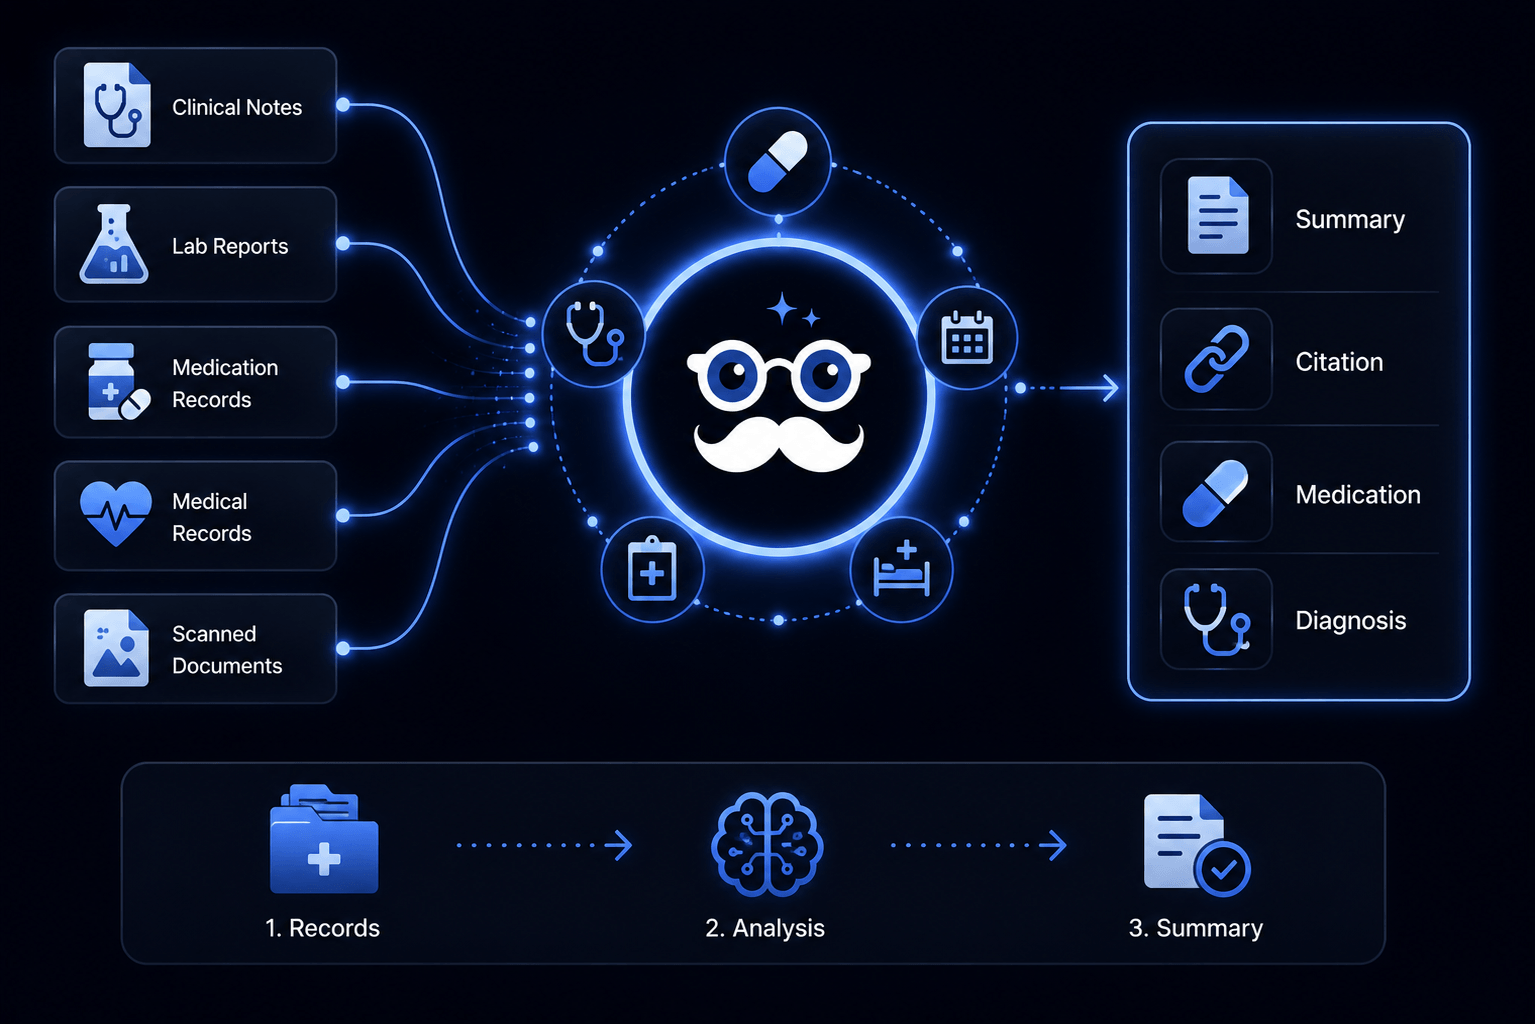 Clinical Notes
Lab Reports
Medication
Records
Medical
Records
Scanned
Documents
Summary
Citation
Medication
Diagnosis
1. Records
2. Analysis
3. Summary